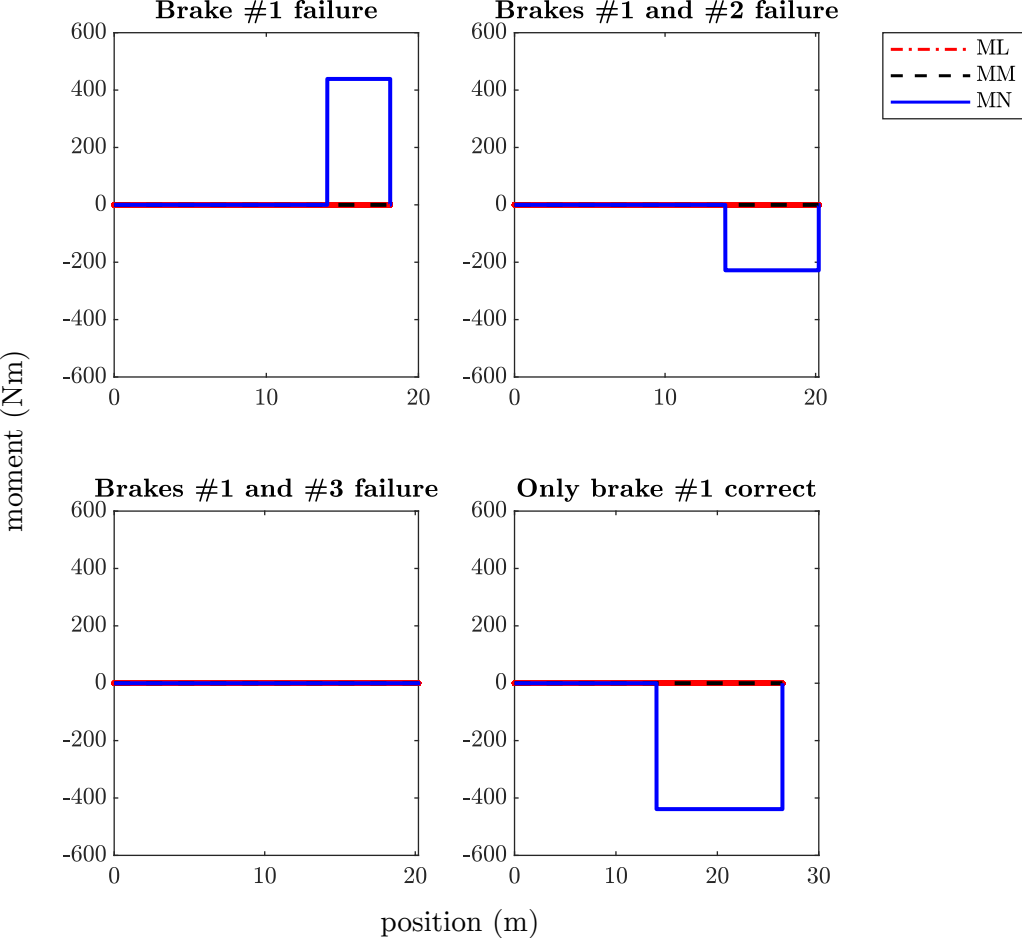 Brake #1 failure
600
400
200
0
-200
-400
-600
0 10 20
Brakes #1 and #2 failure
600
400
200
0
-200
-400
-600
0 10 20
ML
MM
MN
moment (Nm)
Brakes #1 and #3 failure
600
400
200
0
-200
-400
-600
0 10 20
Only brake #1 correct
600
400
200
0
-200
-400
-600
0 10 20 30
position (m)